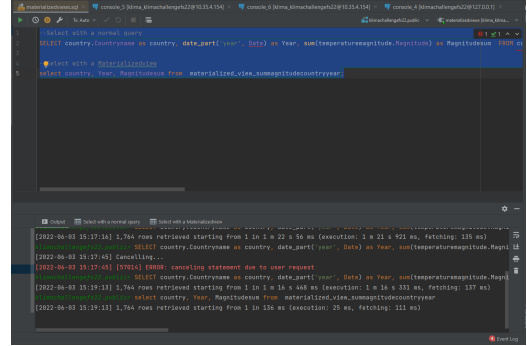 materializedviews.sql
console_5 [klima_klimachallengefs22@10.35.4.154]
console_6 [klima_klimachallengefs22@10.35.4.154]
console_4 [klimachallengefs22@127.0.0.1]
Tx: Auto
klimachallengefs22.public
1 --Select with a normal query
2 SELECT country.Countryname as country, date_part('year', Date) as Year, sum(temperaturemagnitude.Magnitude) as Magnitudesum FROM
3
4 --Select with a Materializedview
5 select country, Year, Magnitudesum from materialized_view_summagnitudecountryyear;
Output
Select with a normal query
Select with a Materializedview
[2022-06-03 15:17:16] 1,764 rows retrieved starting from 1 in 1 m 22 s 56 ms (execution: 1 m 21 s 921 ms, fetching: 135 ms)
klimachallengefs22.public> SELECT country.Countryname as country, date_part('year', Date) as Year, sum(temperaturemagnitude.Magni
[2022-06-03 15:17:45] Cancelling...
[2022-06-03 15:17:45] [57014] ERROR: canceling statement due to user request
klimachallengefs22.public> SELECT country.Countryname as country, date_part('year', Date) as Year, sum(temperaturemagnitude.Magni
[2022-06-03 15:19:13] 1,764 rows retrieved starting from 1 in 1 m 16 s 468 ms (execution: 1 m 16 s 331 ms, fetching: 137 ms)
klimachallengefs22.public> select country, Year, Magnitudesum from materialized_view_summagnitudecountryyear
[2022-06-03 15:19:13] 1,764 rows retrieved starting from 1 in 136 ms (execution: 25 ms, fetching: 111 ms)
Event Log